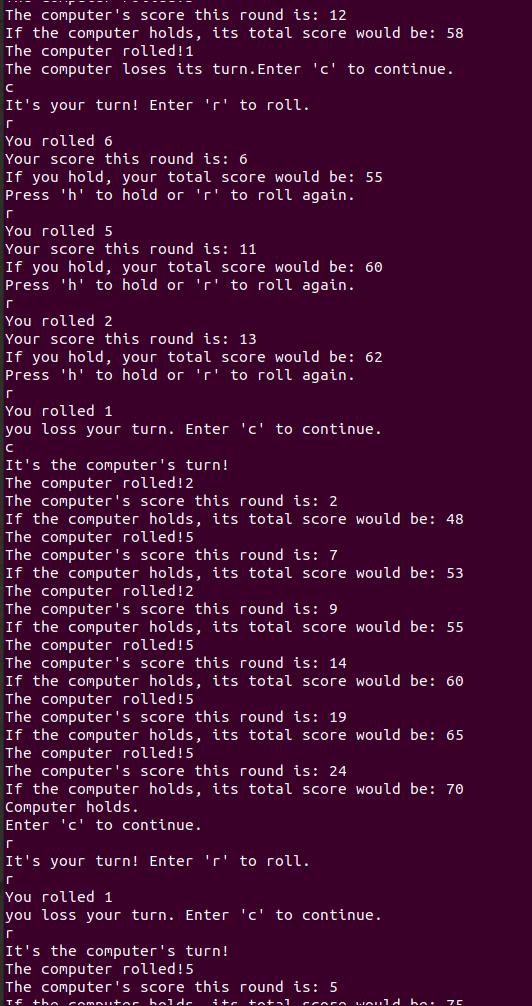 The computer's score this round is: 12
If the computer holds, its total score would be: 58
The computer rolled!1
The computer loses its turn.Enter 'c' to continue.
c
It's your turn! Enter 'r' to roll.
r
You rolled 6
Your score this round is: 6
If you hold, your total score would be: 55
Press 'h' to hold or 'r' to roll again.
r
You rolled 5
Your score this round is: 11
If you hold, your total score would be: 60
Press 'h' to hold or 'r' to roll again.
r
You rolled 2
Your score this round is: 13
If you hold, your total score would be: 62
Press 'h' to hold or 'r' to roll again.
r
You rolled 1
you loss your turn. Enter 'c' to continue.
c
It's the computer's turn!
The computer rolled!2
The computer's score this round is: 2
If the computer holds, its total score would be: 48
The computer rolled!5
The computer's score this round is: 7
If the computer holds, its total score would be: 53
The computer rolled!2
The computer's score this round is: 9
If the computer holds, its total score would be: 55
The computer rolled!5
The computer's score this round is: 14
If the computer holds, its total score would be: 60
The computer rolled!5
The computer's score this round is: 19
If the computer holds, its total score would be: 65
The computer rolled!5
The computer's score this round is: 24
If the computer holds, its total score would be: 70
Computer holds.
Enter 'c' to continue.
r
It's your turn! Enter 'r' to roll.
r
You rolled 1
you loss your turn. Enter 'c' to continue.
r
It's the computer's turn!
The computer rolled!5
The computer's score this round is: 5
If the computer holds, its total score would be: 75